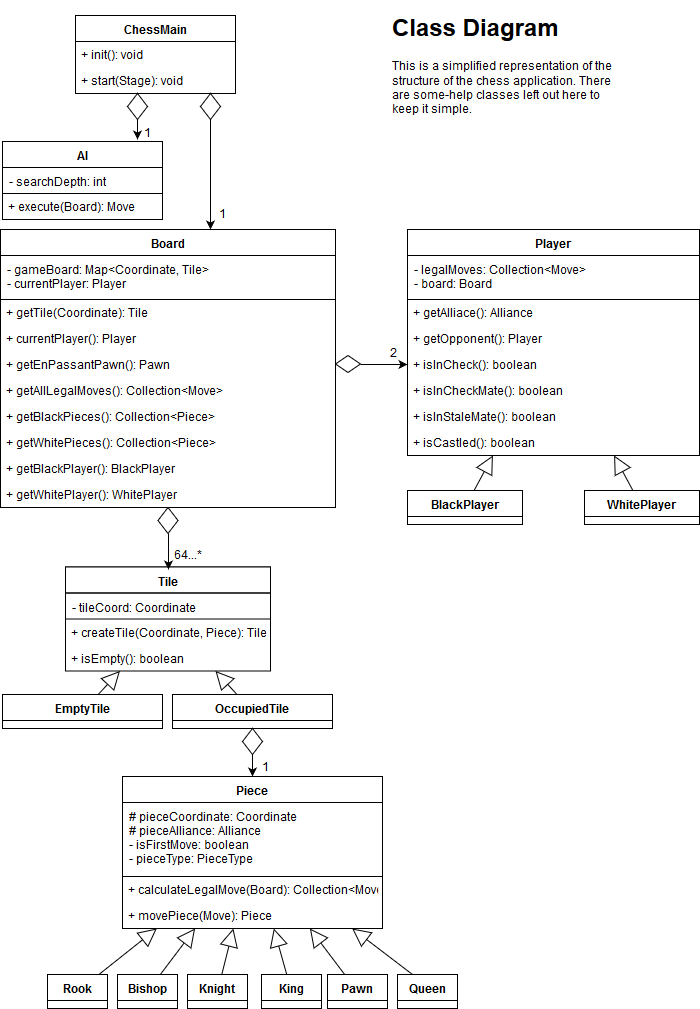 Class Diagram
This is a simplified representation of the
structure of the chess application. There
are some-help classes left out here to
keep it simple.
ChessMain
+ init(): void
+ start(Stage): void
1
1
AI
- searchDepth: int
+ execute(Board): Move
Board
- gameBoard: Map<Coordinate, Tile>
- currentPlayer: Player
+ getTile(Coordinate): Tile
+ currentPlayer(): Player
+ getEnPassantPawn(): Pawn
+ getAllLegalMoves(): Collection<Move>
+ getBlackPieces(): Collection<Piece>
+ getWhitePieces(): Collection<Piece>
+ getBlackPlayer(): BlackPlayer
+ getWhitePlayer(): WhitePlayer
2
Player
- legalMoves: Collection<Move>
- board: Board
+ getAlliace(): Alliance
+ getOpponent(): Player
+ isInCheck(): boolean
+ isInCheckMate(): boolean
+ isInStaleMate(): boolean
+ isCastled(): boolean
BlackPlayer
WhitePlayer
64...*
Tile
- tileCoord: Coordinate
+ createTile(Coordinate, Piece): Tile
+ isEmpty(): boolean
EmptyTile
OccupiedTile
1
Piece
# pieceCoordinate: Coordinate
# pieceAlliance: Alliance
- isFirstMove: boolean
- pieceType: PieceType
+ calculateLegalMove(Board): Collection<Mov
+ movePiece(Move): Piece
Rook
Bishop
Knight
King
Pawn
Queen